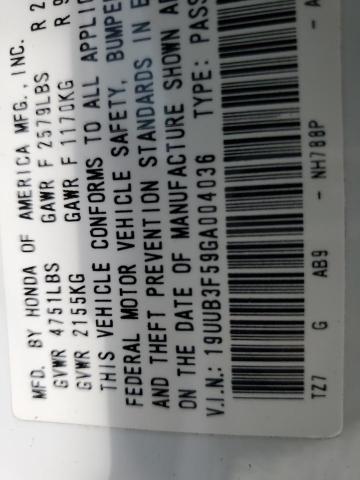 MFD. BY HONDA OF AMERICA MFG., INC.
GVWR 4751LBS GAWR F 2579LBS R 2
GVWR 2155KG GAWR F 1170KG R 9
THIS VEHICLE CONFORMS TO ALL APPLI
FEDERAL MOTOR VEHICLE SAFETY, BUMPE
AND THEFT PREVENTION STANDARDS IN E
ON THE DATE OF MANUFACTURE SHOWN A
V.I.N.: 19UUB3F59GA004036 TYPE: PASS
TZ7 G AB9 - NH788P - A